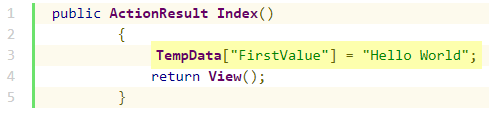 1 public ActionResult Index()
2 {
3 TempData["FirstValue"] = "Hello World";
4 return View();
5 }